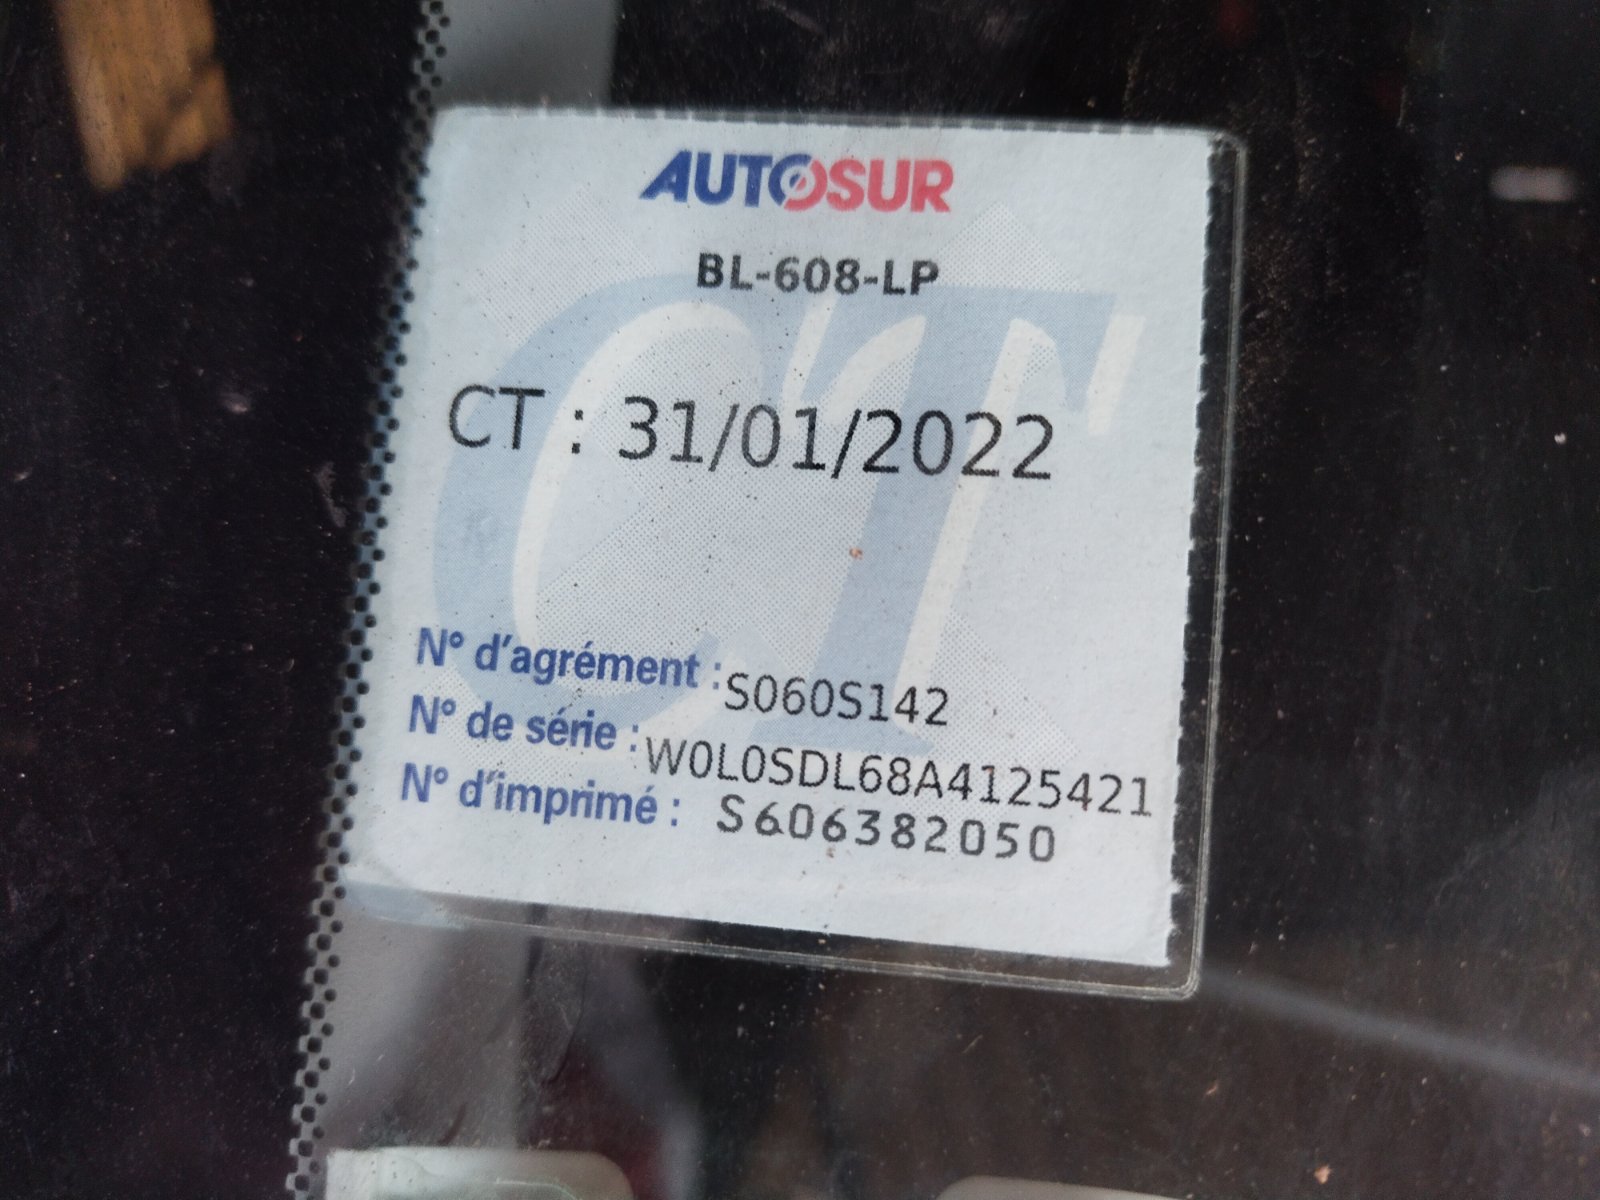 AUTOSUR
BL-608-LP
CT : 31/01/2022
N° d'agrément : S060S142
N° de série : W0L0SDL68A4125421
N° d'imprimé : S606382050